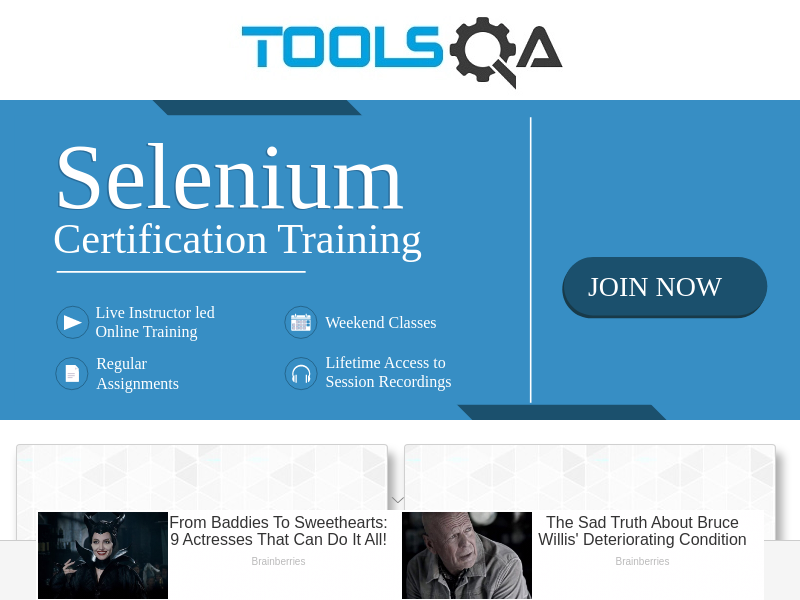 TOOLSQA
Selenium
Certification Training
Live Instructor led
Online Training
Weekend Classes
Regular
Assignments
Lifetime Access to
Session Recordings
JOIN NOW
From Baddies To Sweethearts:
9 Actresses That Can Do It All!
Brainberries
The Sad Truth About Bruce
Willis' Deteriorating Condition
Brainberries